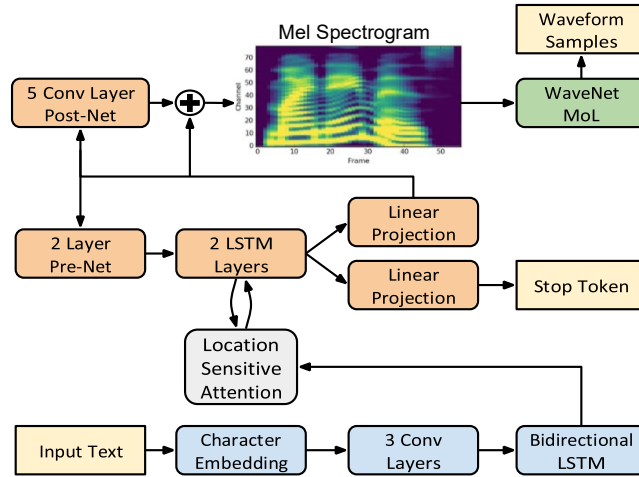 Mel Spectrogram
Waveform
Samples
5 Conv Layer
Post-Net
WaveNet
MoL
Channel
70
60
50
40
30
20
10
0
0
10
20
30
40
Frame
2 Layer
Pre-Net
2 LSTM
Layers
Linear
Projection
Linear
Projection
Stop Token
Location
Sensitive
Attention
Input Text
Character
Embedding
3 Conv
Layers
Bidirectional
LSTM